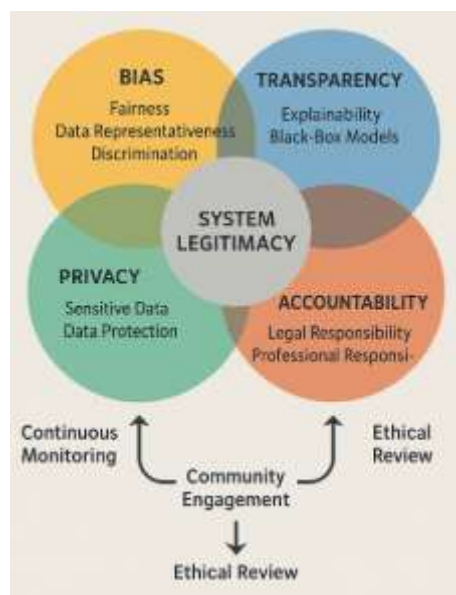 BIAS
Fairness
Data Representativeness
Discrimination
TRANSPARENCY
Explainability
Black-Box Models
SYSTEM
LEGITIMACY
PRIVACY
Sensitive Data
Data Protection
ACCOUNTABILITY
Legal Responsibility
Professional Responsi-
Continuous
Monitoring
Ethical
Review
Community
Engagement
Ethical Review